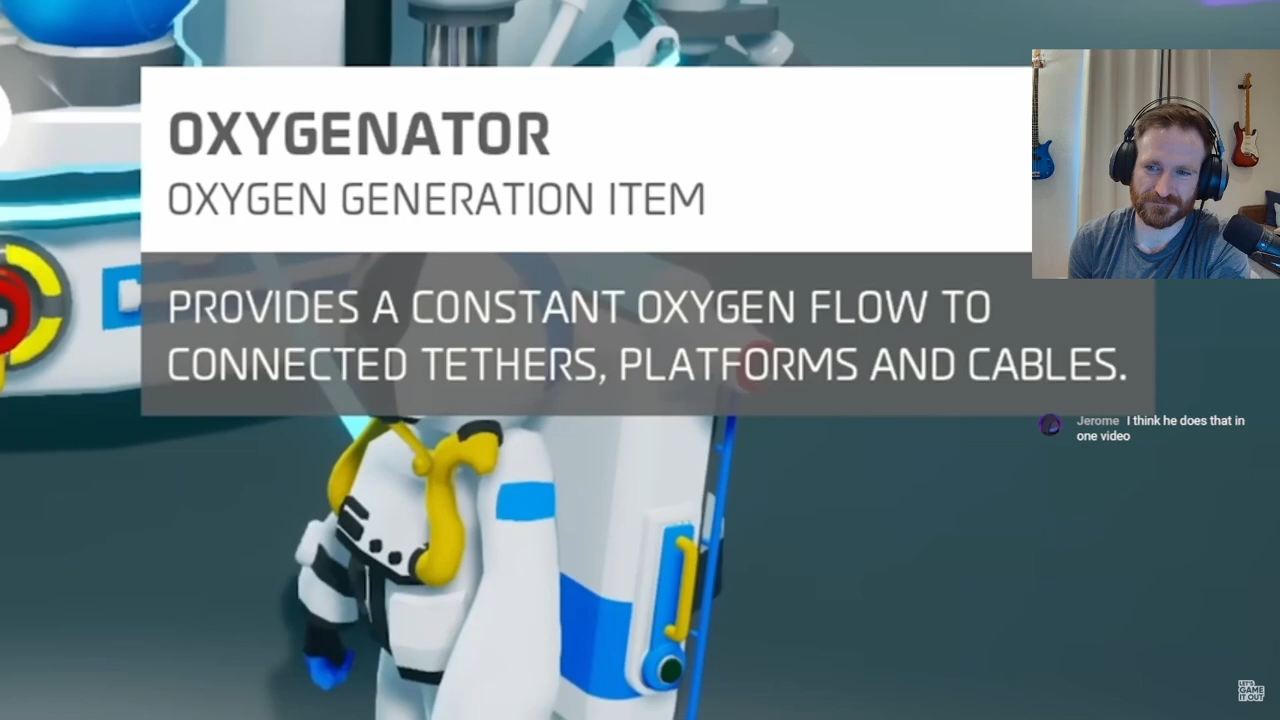 OXYGENATOR
OXYGEN GENERATION ITEM
PROVIDES A CONSTANT OXYGEN FLOW TO
CONNECTED TETHERS, PLATFORMS AND CABLES.
Jerome I think he does that in
one video
LET'S
GAME
IT OUT